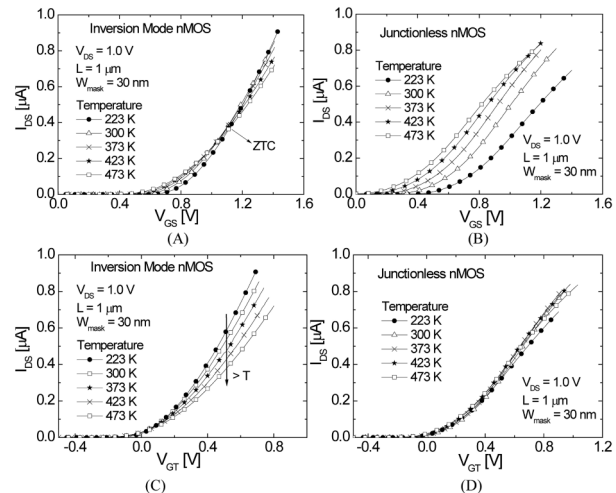 Inversion Mode nMOS
V_DS = 1.0 V
L = 1 μm
W_mask = 30 nm
Temperature
223 K
300 K
373 K
423 K
473 K
ZTC
I_DS [μA]
1.0
0.8
0.6
0.4
0.2
0.0
0.0 0.4 0.8 1.2 1.6
V_GS [V]
(A)
Junctionless nMOS
Temperature
223 K
300 K
373 K
423 K
473 K
V_DS = 1.0 V
L = 1 μm
W_mask = 30 nm
I_DS [μA]
1.0
0.8
0.6
0.4
0.2
0.0
0.0 0.4 0.8 1.2 1.6
V_GS [V]
(B)
Inversion Mode nMOS
V_DS = 1.0 V
L = 1 μm
W_mask = 30 nm
Temperature
223 K
300 K
423 K
373 K
473 K
> T
I_DS [μA]
1.0
0.8
0.6
0.4
0.2
0.0
-0.4 0.0 0.4 0.8
V_GT [V]
(C)
Junctionless nMOS
Temperature
223 K
300 K
373 K
423 K
473 K
V_DS = 1.0 V
L = 1 μm
W_mask = 30 nm
I_DS [μA]
1.0
0.8
0.6
0.4
0.2
0.0
-0.4 0.0 0.4 0.8 1.2
V_GT [V]
(D)